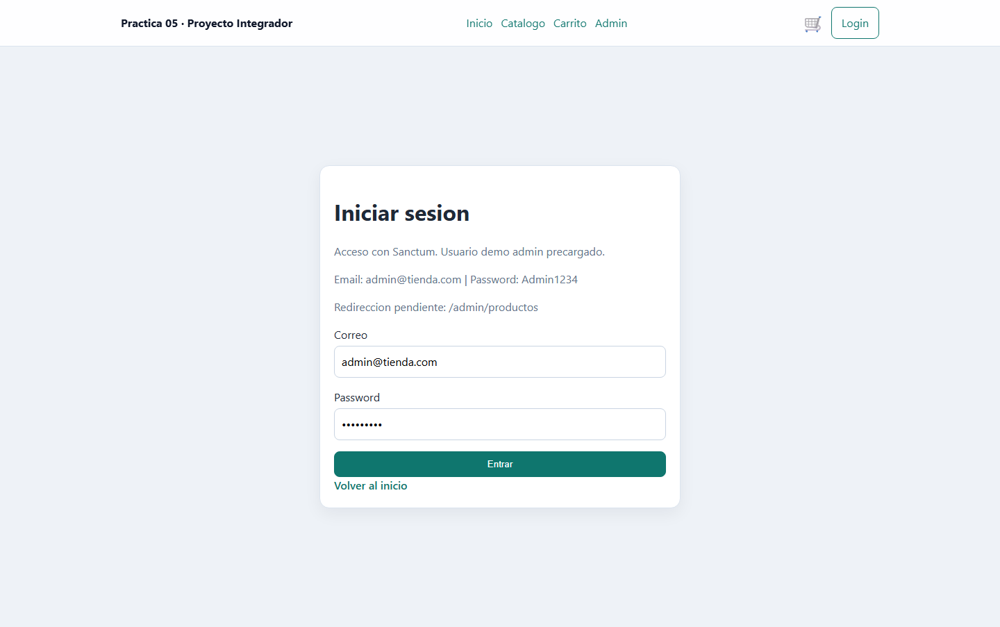 Practica 05 · Proyecto Integrador
Inicio Catalogo Carrito Admin
Login
Iniciar sesion
Acceso con Sanctum. Usuario demo admin precargado.
Email: admin@tienda.com | Password: Admin1234
Redireccion pendiente: /admin/productos
Correo
admin@tienda.com
Password
•••••••••
Entrar
Volver al inicio